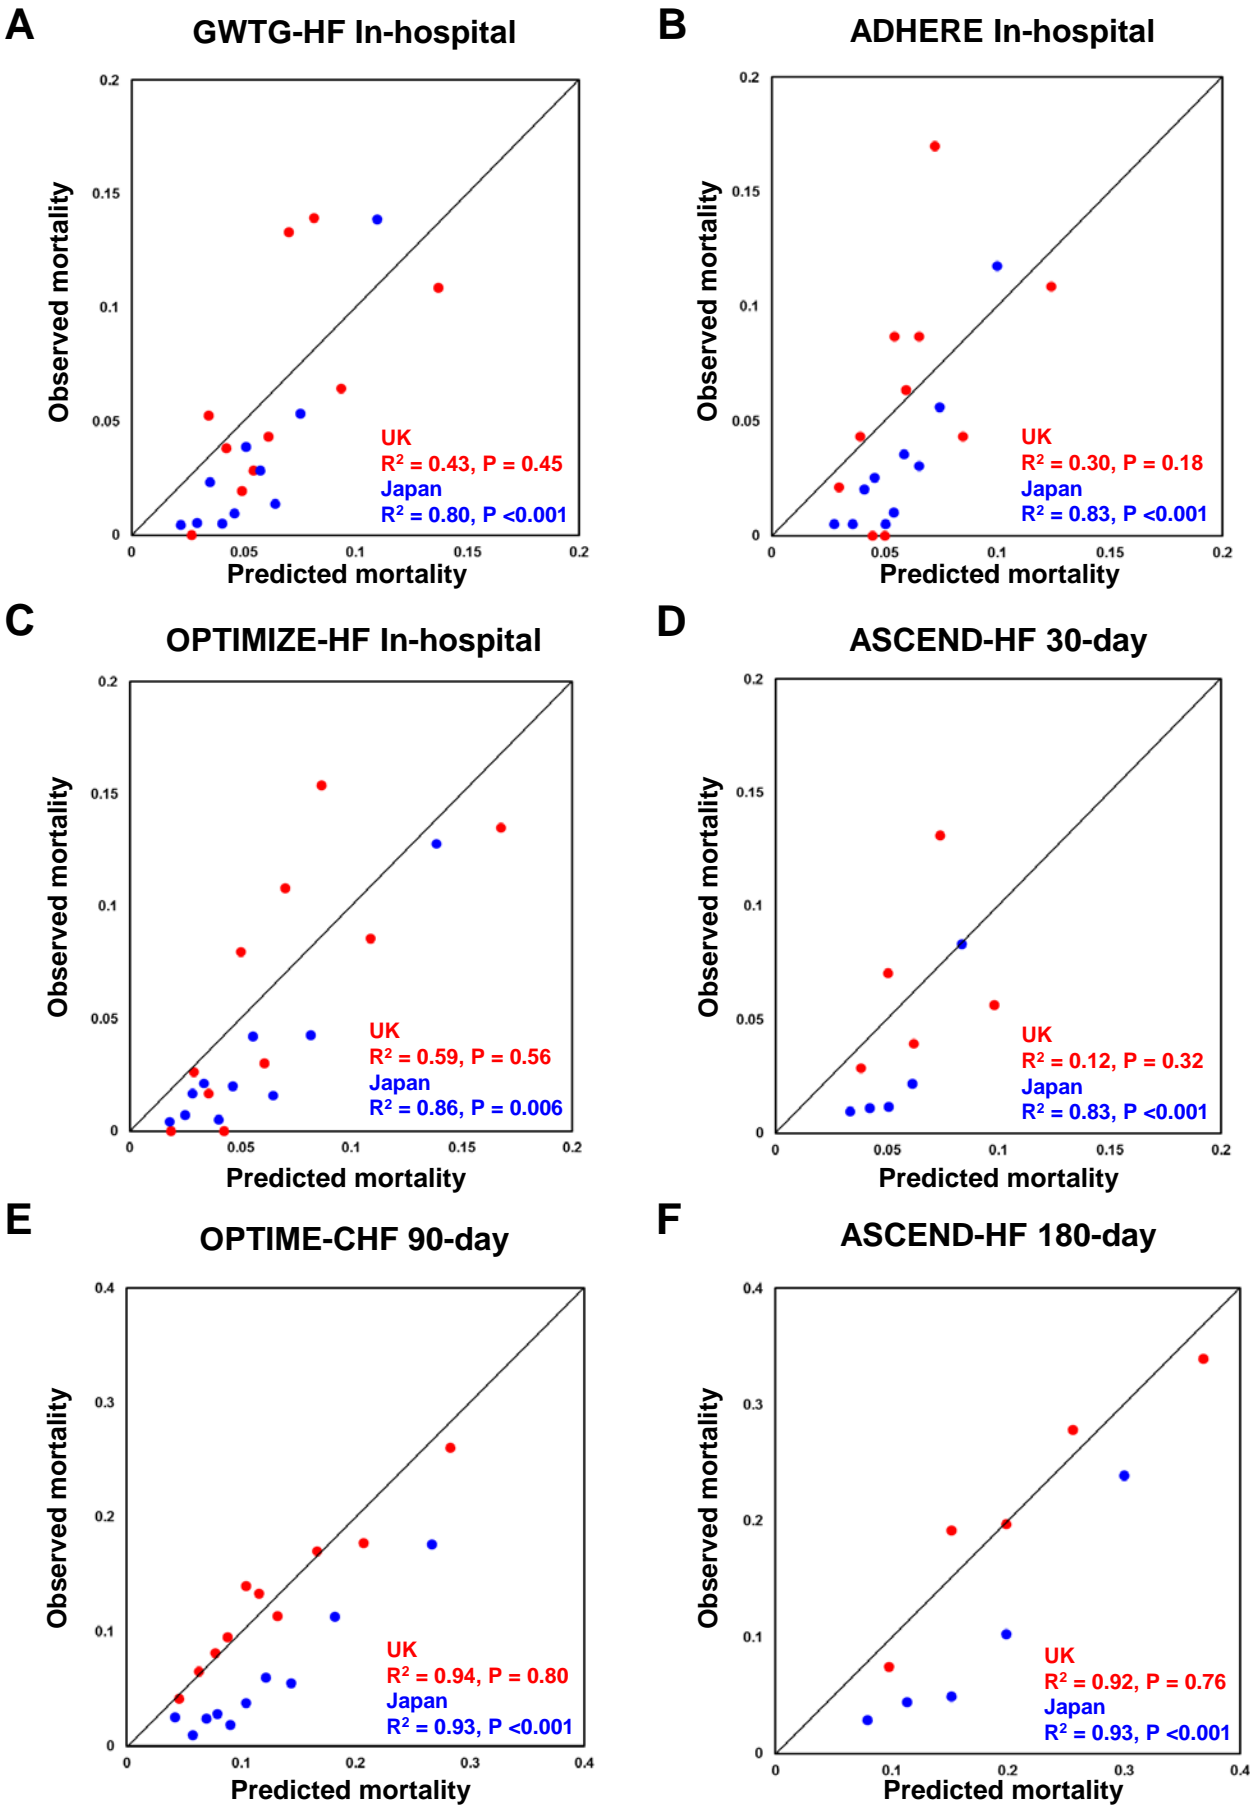 A
GWTG-HF In-hospital
0.2
0.15
0.1
0.05
0
Observed mortality
UK
R² = 0.43, P = 0.45
Japan
R² = 0.80, P <0.001
0
0.05
0.1
0.15
0.2
Predicted mortality
B
ADHERE In-hospital
0.2
0.15
0.1
0.05
0
Observed mortality
UK
R² = 0.30, P = 0.18
Japan
R² = 0.83, P <0.001
0
0.05
0.1
0.15
0.2
Predicted mortality
C
OPTIMIZE-HF In-hospital
0.2
0.15
0.1
0.05
0
Observed mortality
UK
R² = 0.59, P = 0.56
Japan
R² = 0.86, P = 0.006
0
0.05
0.1
0.15
0.2
Predicted mortality
D
ASCEND-HF 30-day
0.2
0.15
0.1
0.05
0
Observed mortality
UK
R² = 0.12, P = 0.32
Japan
R² = 0.83, P <0.001
0
0.05
0.1
0.15
0.2
Predicted mortality
E
OPTIME-CHF 90-day
0.4
0.3
0.2
0.1
0
Observed mortality
UK
R² = 0.94, P = 0.80
Japan
R² = 0.93, P <0.001
0
0.1
0.2
0.3
0.4
Predicted mortality
F
ASCEND-HF 180-day
0.4
0.3
0.2
0.1
0
Observed mortality
UK
R² = 0.92, P = 0.76
Japan
R² = 0.93, P <0.001
0
0.1
0.2
0.3
0.4
Predicted mortality